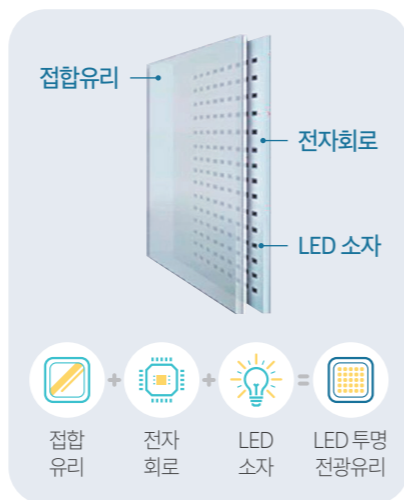 접합유리
전자회로
LED 소자
접합
유리
+
전자
회로
+
LED
소자
=
LED 투명
전광유리